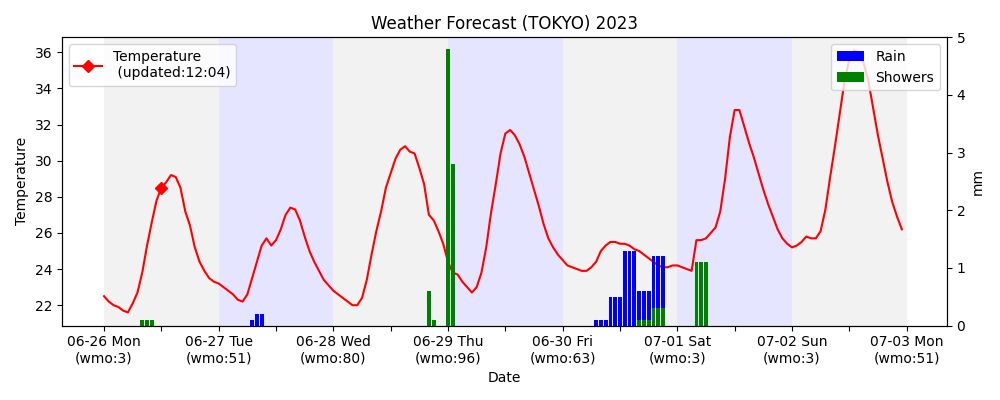 Weather Forecast (TOKYO) 2023
Temperature
(updated:12:04)
Rain
Showers
36
34
32
30
28
26
24
22
Temperature
5
4
3
2
1
0
mm
06-26 Mon
(wmo:3)
06-27 Tue
(wmo:51)
06-28 Wed
(wmo:80)
06-29 Thu
(wmo:96)
06-30 Fri
(wmo:63)
07-01 Sat
(wmo:3)
07-02 Sun
(wmo:3)
07-03 Mon
(wmo:51)
Date